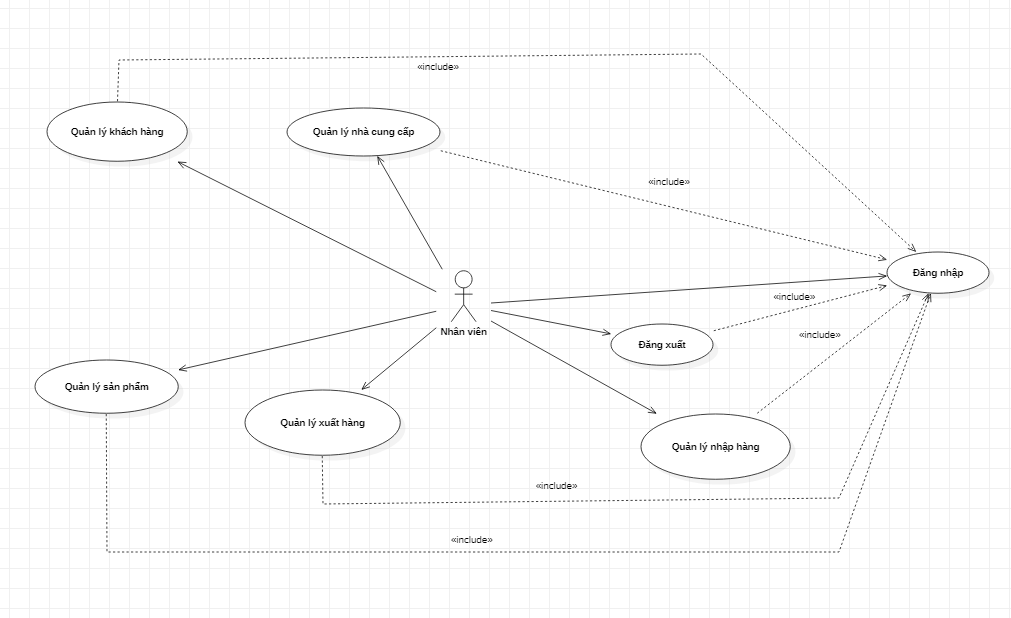 «include»
Quản lý khách hàng
Quản lý nhà cung cấp
«include»
Đăng nhập
«include»
Nhân viên
«include»
Đăng xuất
Quản lý sản phẩm
Quản lý xuất hàng
Quản lý nhập hàng
«include»
«include»